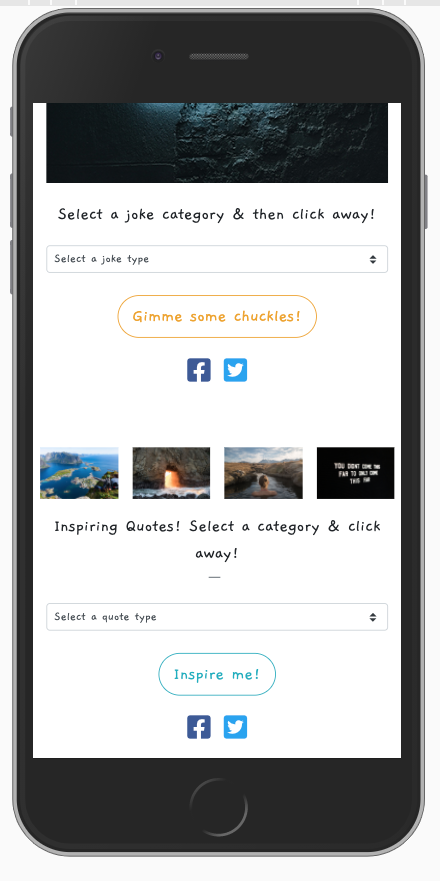 Select a joke category & then click away!
Select a joke type
Gimme some chuckles!
YOU DIDNT COME THIS
FAR TO ONLY COME
THIS FAR
Inspiring Quotes! Select a category & click
away!
—
Select a quote type
Inspire me!